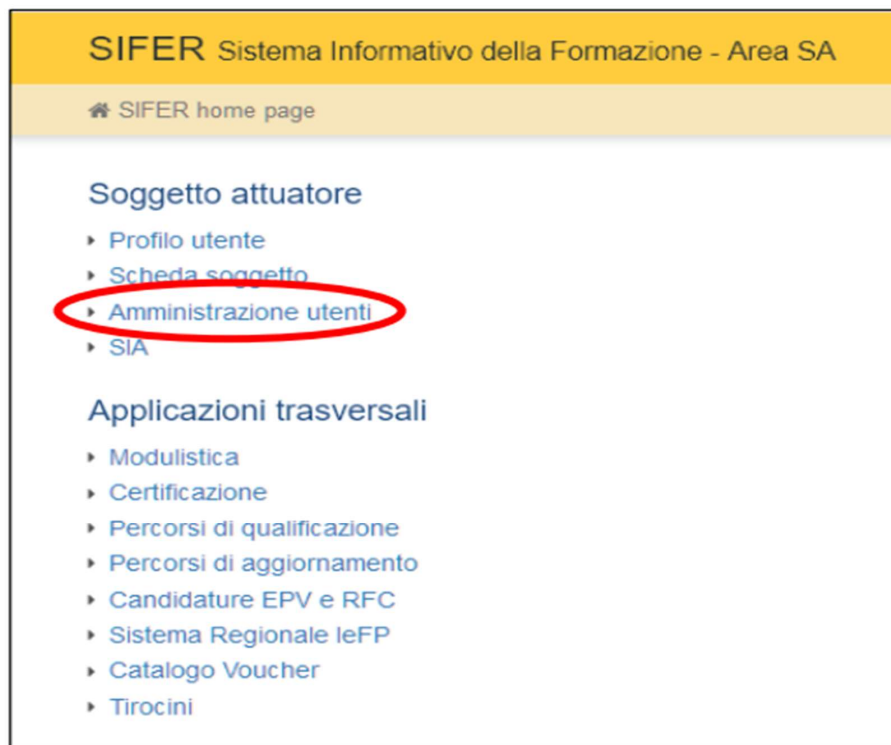 SIFER Sistema Informativo della Formazione - Area SA
SIFER home page
Soggetto attuatore
Profilo utente
Scheda soggetto
Amministrazione utenti
SIA
Applicazioni trasversali
Modulistica
Certificazione
Percorsi di qualificazione
Percorsi di aggiornamento
Candidature EPV e RFC
Sistema Regionale IeFP
Catalogo Voucher
Tirocini